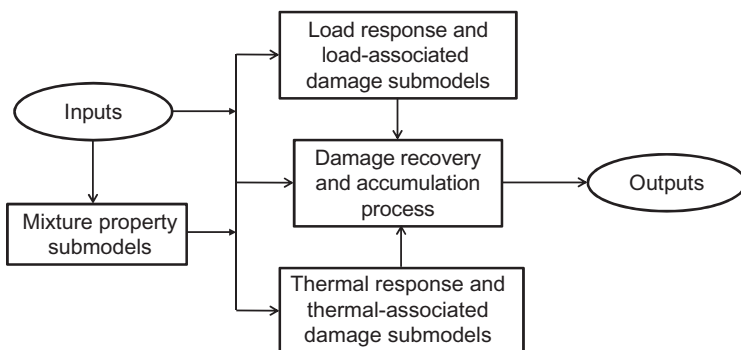 Load response and
load-associated
damage submodels
Inputs
Damage recovery
and accumulation
process
Outputs
Mixture property
submodels
Thermal response and
thermal-associated
damage submodels